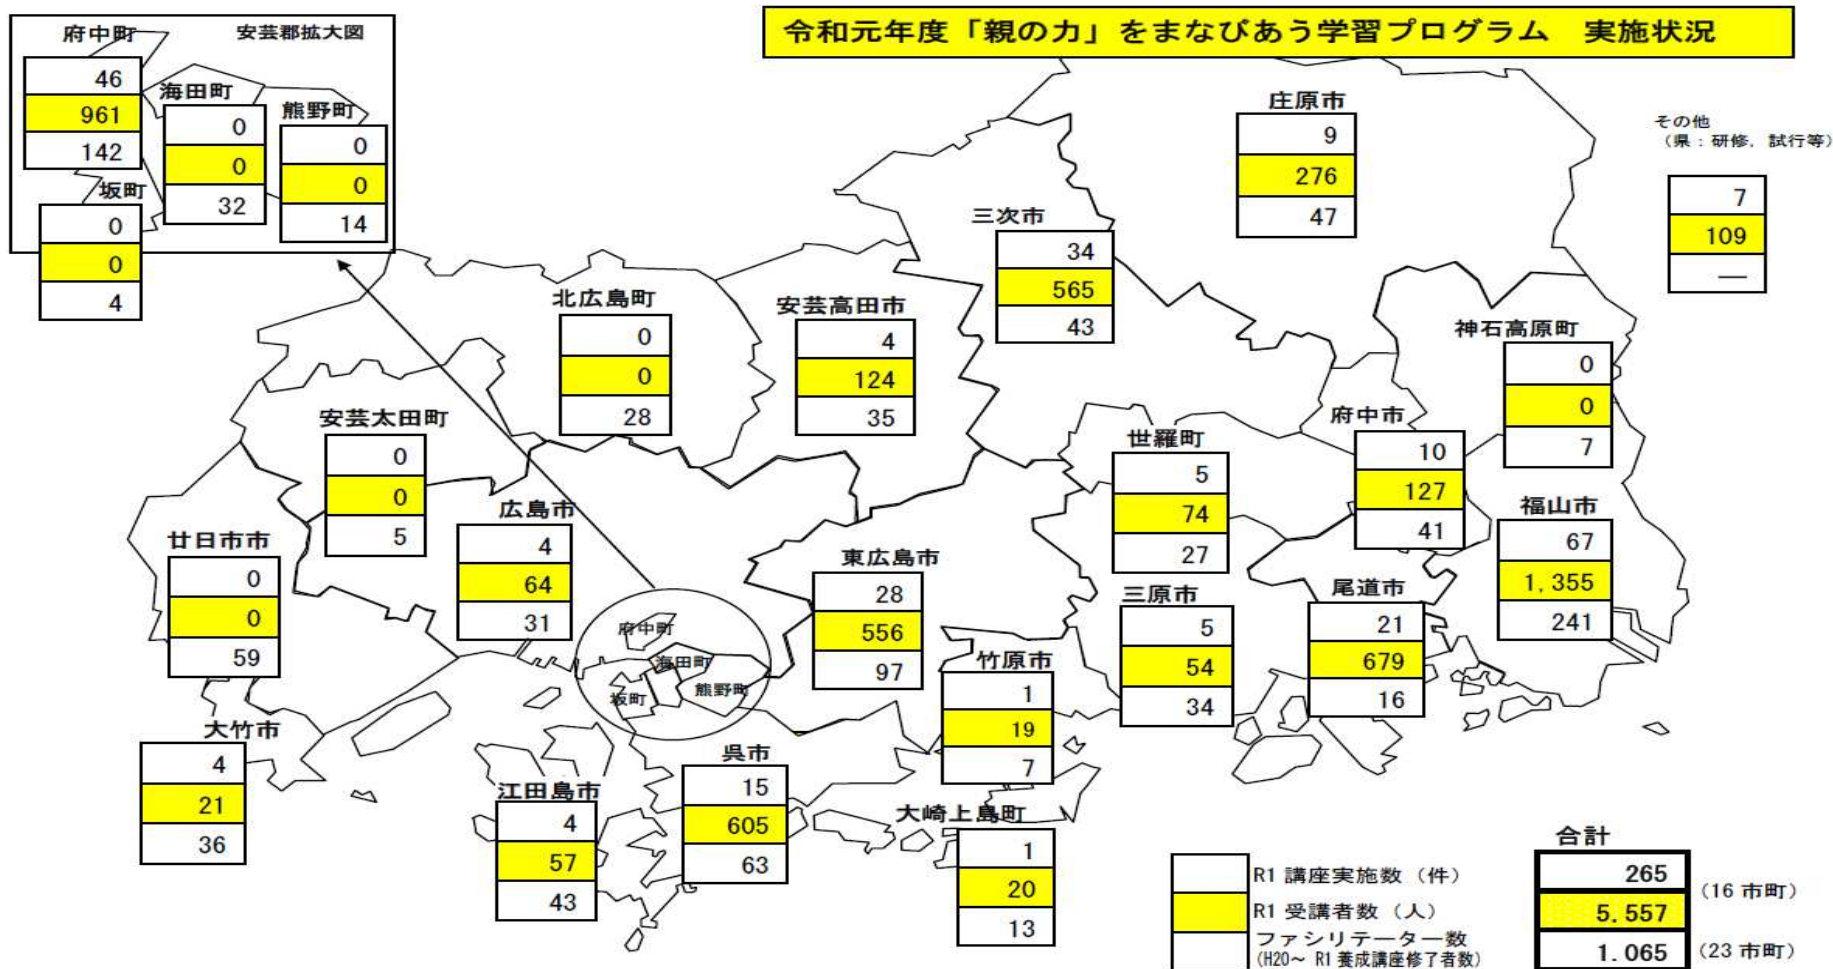 令和元年度「親の力」をまなびあう学習プログラム 実施状況
安芸郡拡大図
府中町
46
961
142
海田町
0
0
32
熊野町
0
0
14
坂町
0
0
4
庄原市
9
276
47
その他
(県：研修，試行等)
7
109
―
三次市
34
565
43
北広島町
0
0
28
安芸高田市
4
124
35
神石高原町
0
0
7
安芸太田町
0
0
5
世羅町
5
74
27
府中市
10
127
41
福山市
67
1,355
241
廿日市市
0
0
59
広島市
4
64
31
東広島市
28
556
97
三原市
5
54
34
尾道市
21
679
16
府中町
海田町
坂町
熊野町
竹原市
1
19
7
大竹市
4
21
36
江田島市
4
57
43
呉市
15
605
63
大崎上島町
1
20
13
R1 講座実施数（件）
R1 受講者数（人）
ファシリテーター数
(H20～ R1 養成講座修了者数)
合計
265
(16 市町)
5.557
1.065
(23 市町)